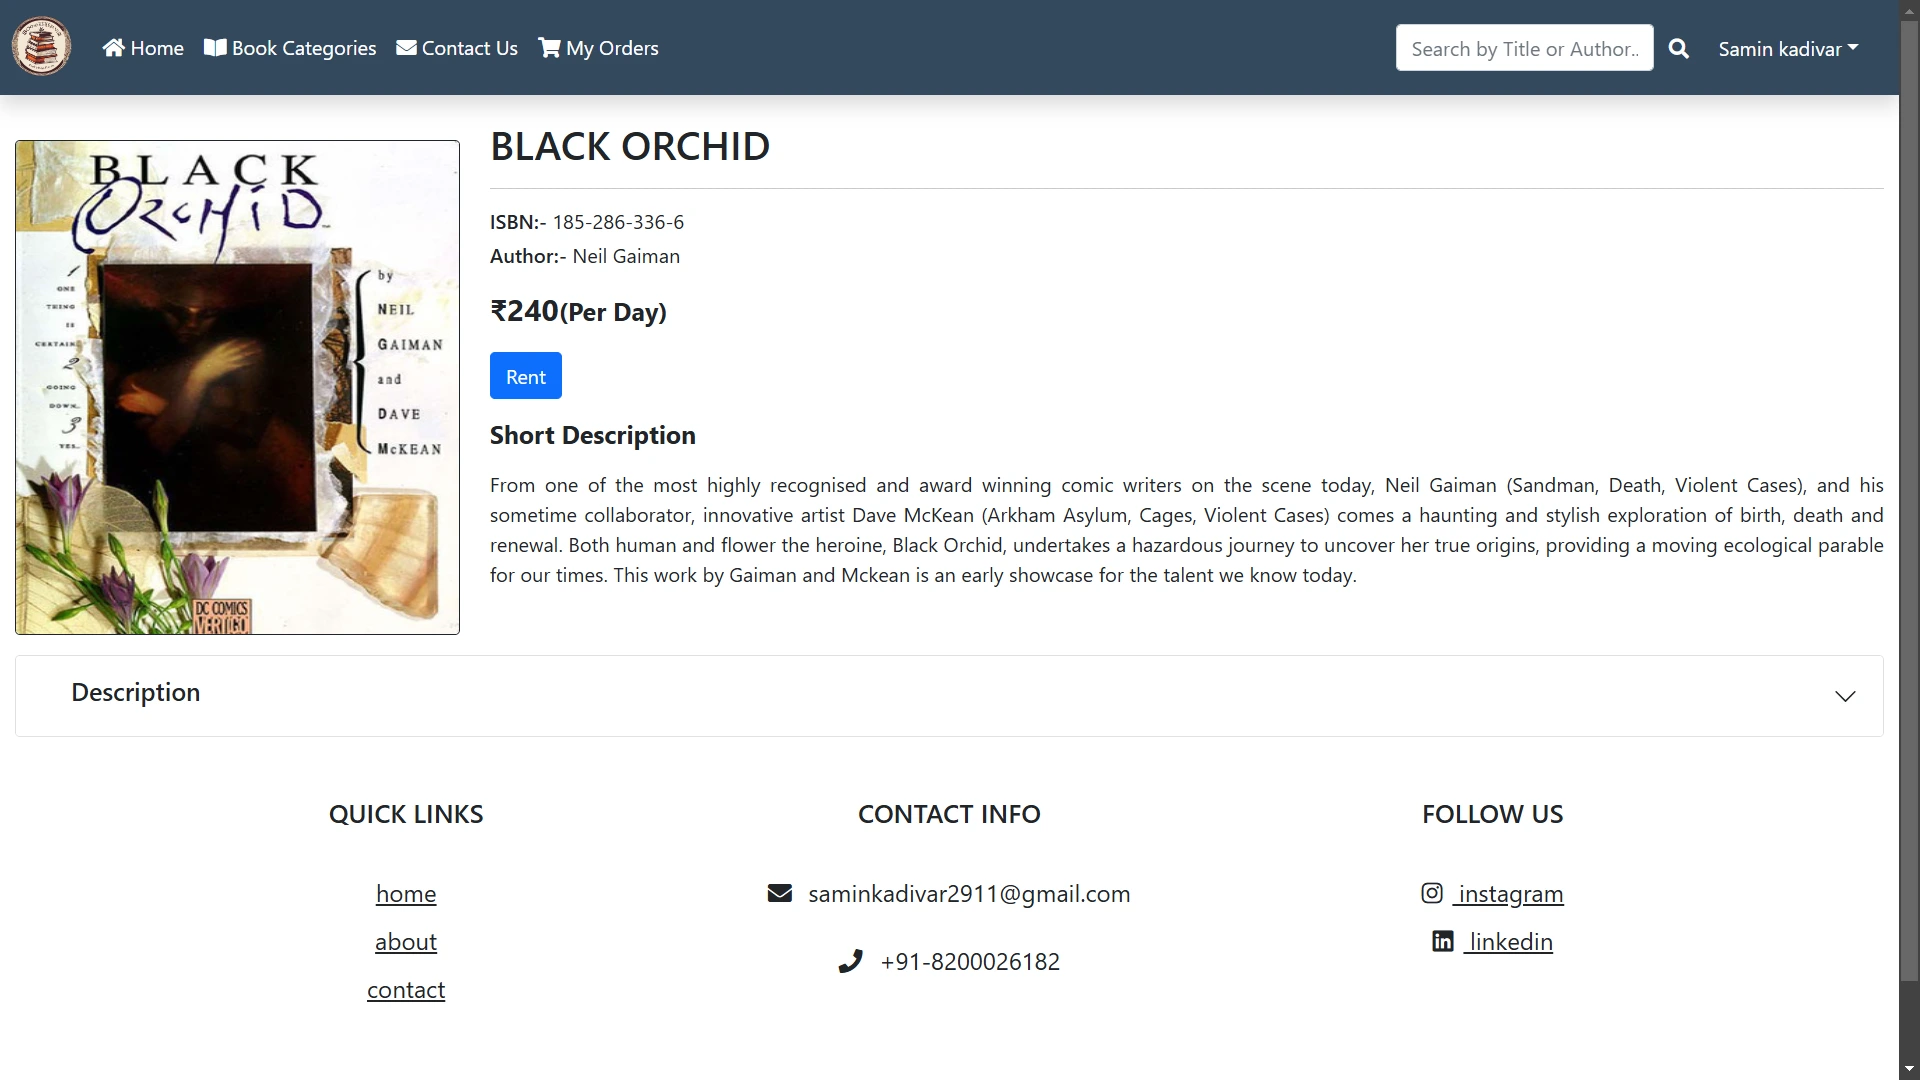 Home Book Categories Contact Us My Orders
Search by Title or Author..
Samin kadivar
BLACK
ORCHID
by
NEIL
GAIMAN
and
DAVE
McKEAN
1
ONE
THING
IS
CERTAIN.
2
GOING
DOWN.
3
YES.
DC COMICS
VERTIGO
BLACK ORCHID
ISBN:- 185-286-336-6
Author:- Neil Gaiman
₹240(Per Day)
Rent
Short Description
From one of the most highly recognised and award winning comic writers on the scene today, Neil Gaiman (Sandman, Death, Violent Cases), and his
sometime collaborator, innovative artist Dave McKean (Arkham Asylum, Cages, Violent Cases) comes a haunting and stylish exploration of birth, death and
renewal. Both human and flower the heroine, Black Orchid, undertakes a hazardous journey to uncover her true origins, providing a moving ecological parable
for our times. This work by Gaiman and Mckean is an early showcase for the talent we know today.
Description
QUICK LINKS
home
about
contact
CONTACT INFO
saminkadivar2911@gmail.com
+91-8200026182
FOLLOW US
instagram
linkedin